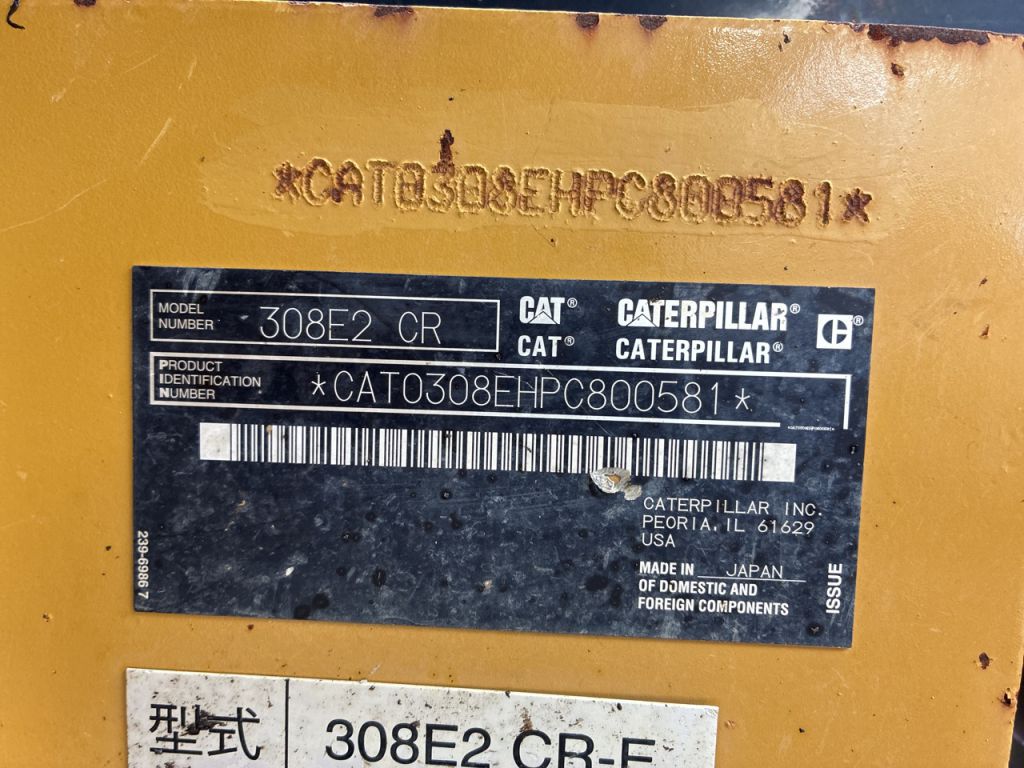 *CAT0308EHPC800581*
MODEL NUMBER 308E2 CR
CAT® CATERPILLAR® C®
CAT® CATERPILLAR®
PRODUCT IDENTIFICATION NUMBER *CAT0308EHPC800581*
*CAT0308EHPC800581*
CATERPILLAR INC.
PEORIA, IL 61629
USA
MADE IN JAPAN
OF DOMESTIC AND
FOREIGN COMPONENTS
239-6986 7
ISSUE
型式 308E2 CR-E